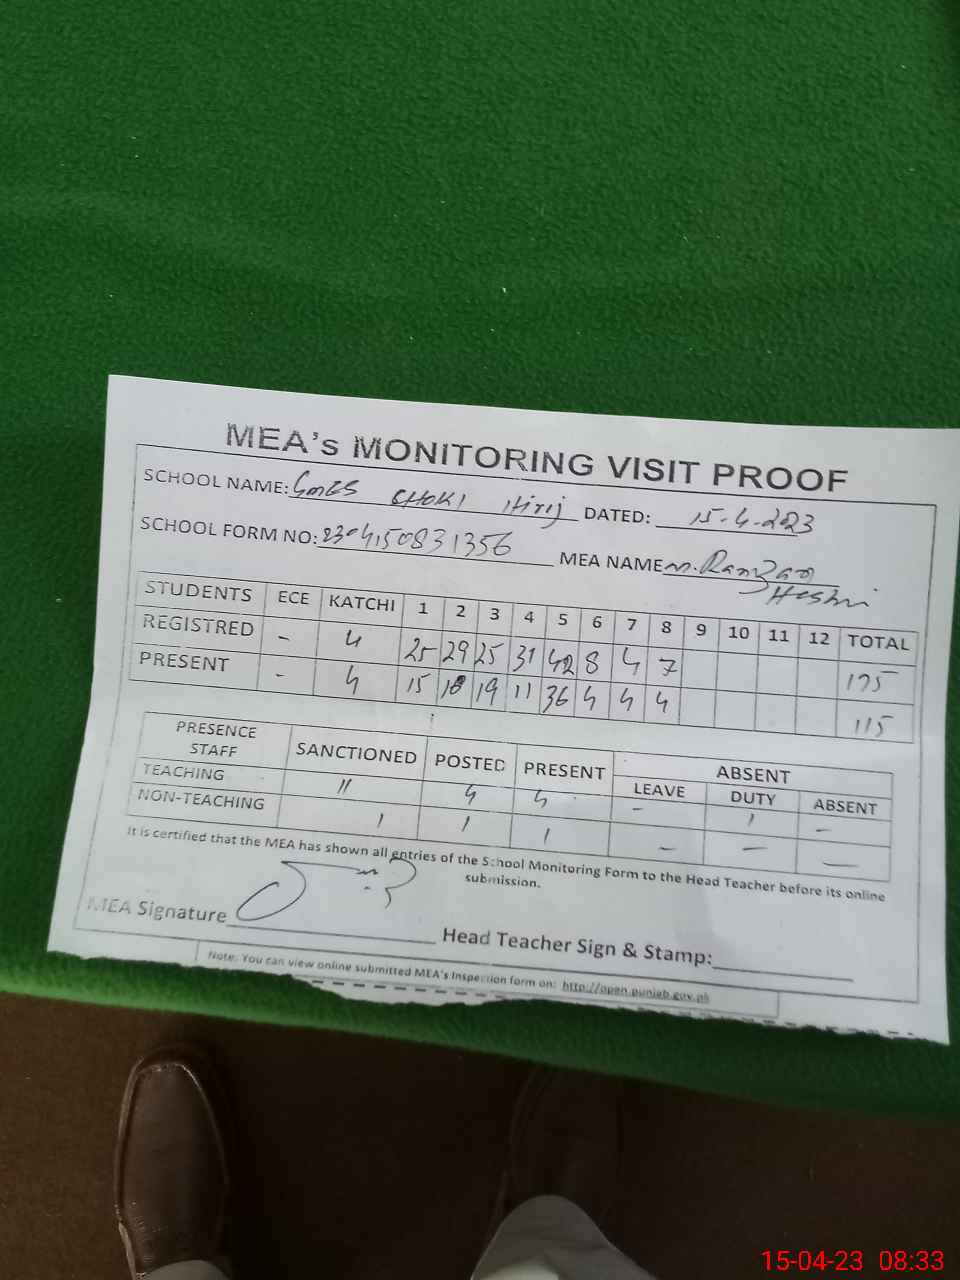 MEA's MONITORING VISIT PROOF
SCHOOL NAME: GMES CHOKI DATED: 15-4-2023
SCHOOL FORM NO: 230415083 1356 MEA NAME M. Ramzan
STUDENTS ECE KATCHI 1 2 3 4 5 6 7 8 9 10 11 12 TOTAL
REGISTRED - 4 25 29 25 31 42 8 4 7 175
PRESENT - 4 15 18 19 11 36 4 4 4 115
PRESENCE STAFF SANCTIONED POSTED PRESENT ABSENT
LEAVE DUTY ABSENT
TEACHING 11 4 4 - 1 -
NON-TEACHING 1 1 1 - - -
It is certified that the MEA has shown all entries of the School Monitoring Form to the Head Teacher before its online
submission.
MEA Signature Head Teacher Sign & Stamp:
Note: You can view online submitted MEA's Inspection form on: http://open.punjab.gov.pk
15-04-23 08:33